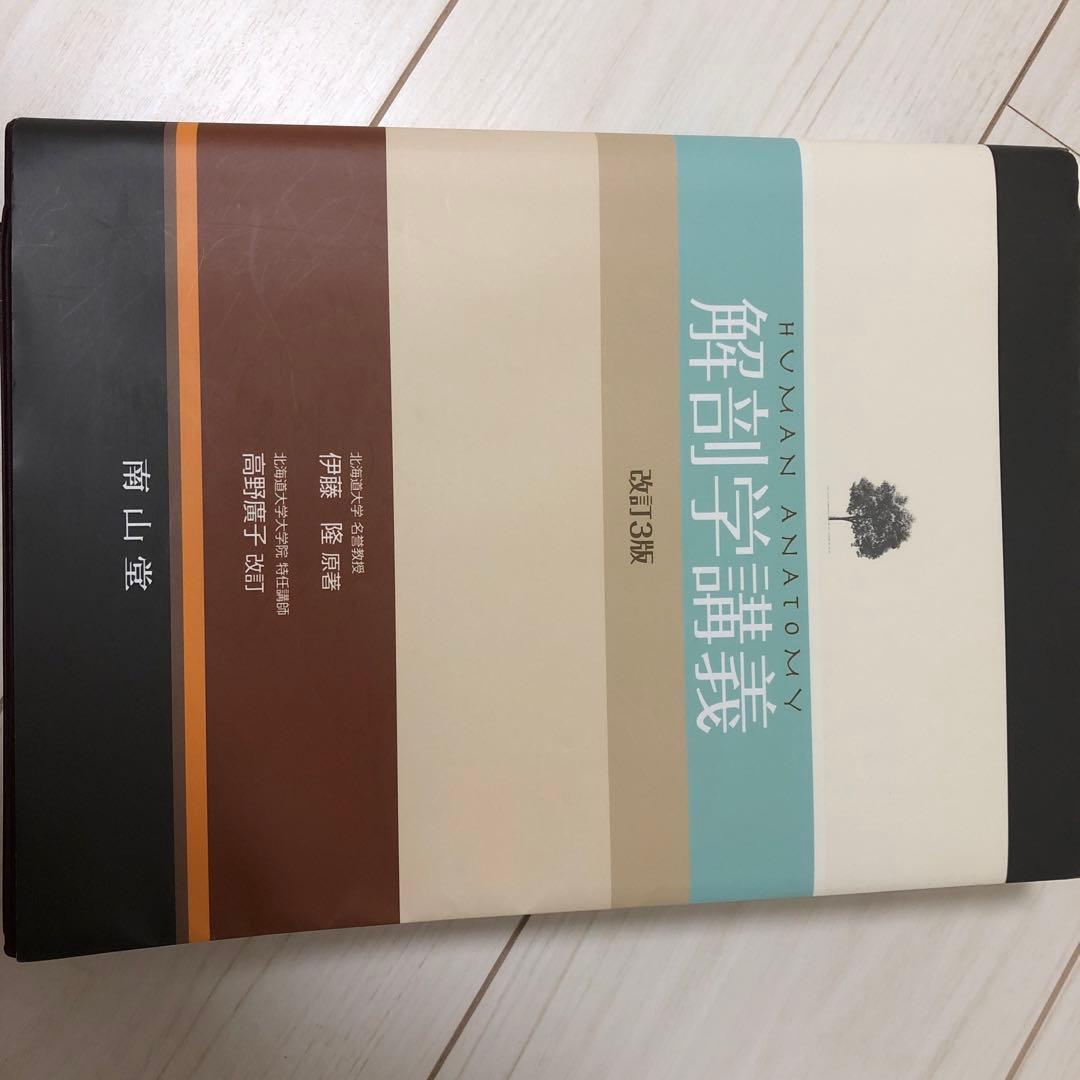 HUMAN ANATOMY
解剖学講義
改訂3版
北海道大学 名誉教授
伊藤 隆 原著
北海道大学大学院 特任講師
高野廣子 改訂
南山堂